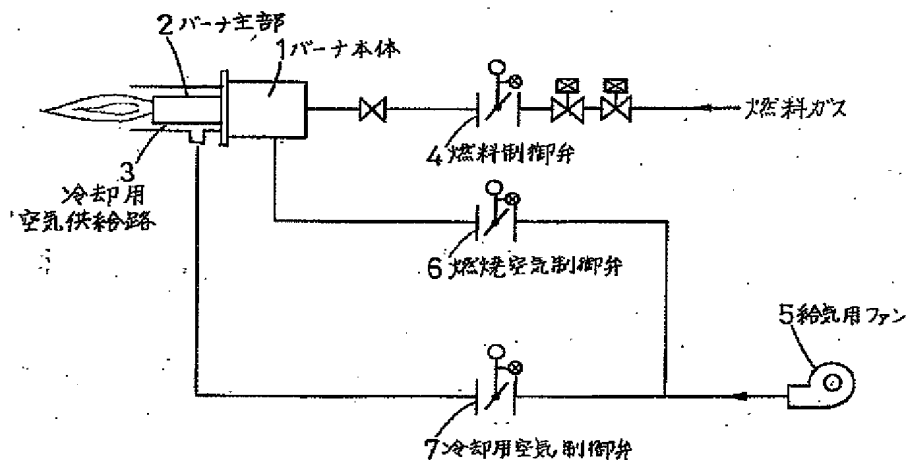 2バーナ主部
1バーナ本体
燃料ガス
4燃料制御弁
3
冷却用
空気供給路
6燃焼空気制御弁
5給気用ファン
7冷却用空気制御弁